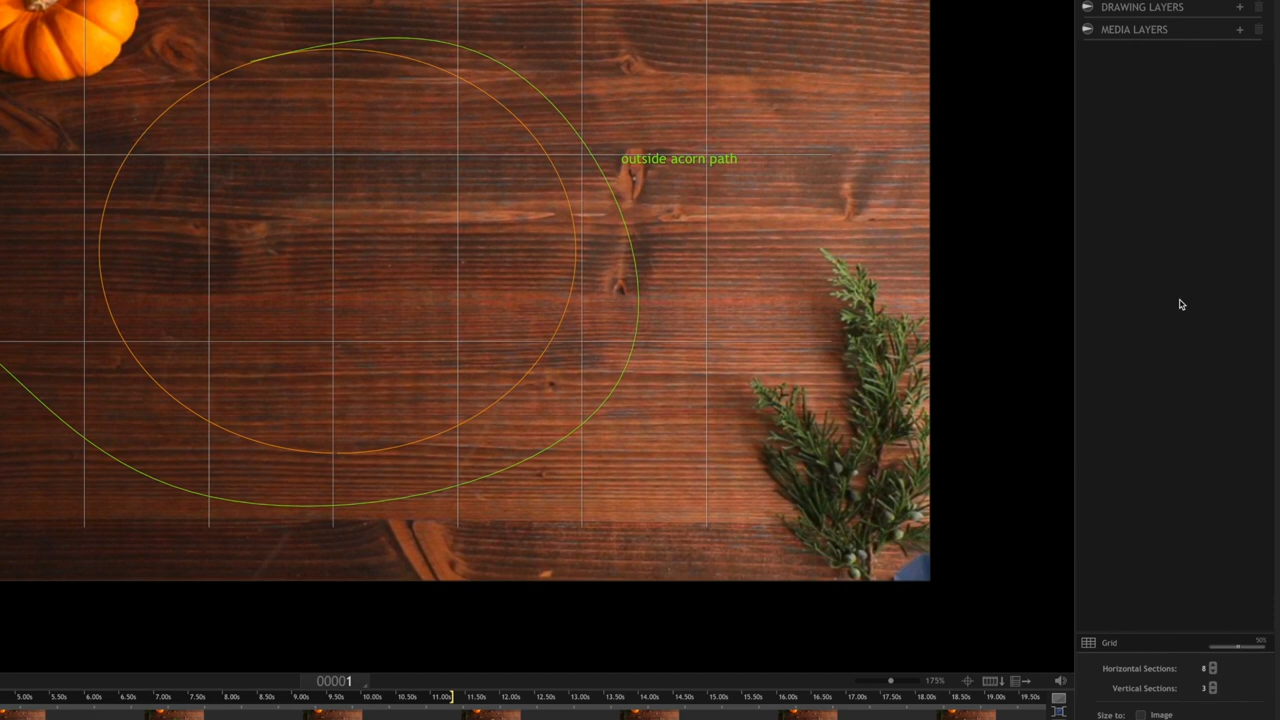 DRAWING LAYERS +
MEDIA LAYERS +
outside acorn path
Grid
50%
Horizontal Sections: 8
Vertical Sections: 3
Size to: Image
00001
175%
5.00s 5.50s 6.00s 6.50s 7.00s 7.50s 8.00s 8.50s 9.00s 9.50s 10.00s 10.50s 11.00s 11.50s 12.00s 12.50s 13.00s 13.50s 14.00s 14.50s 15.00s 15.50s 16.00s 16.50s 17.00s 17.50s 18.00s 18.50s 19.00s 19.50s